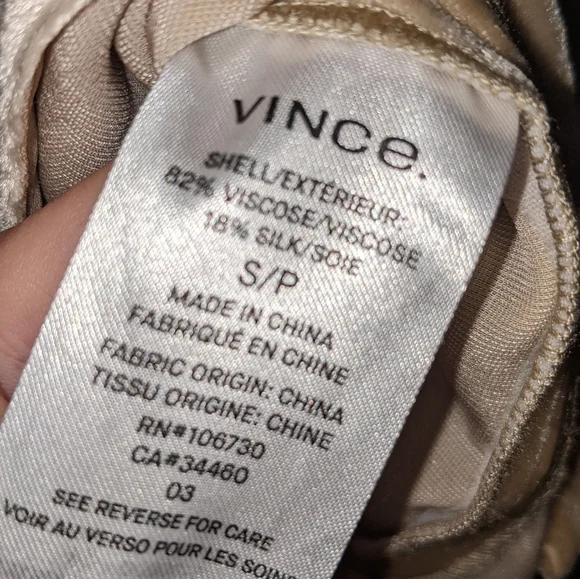 VINCe.
SHELL/EXTÉRIEUR:
82% VISCOSE/VISCOSE
18% SILK/SOIE
S/P
MADE IN CHINA
FABRIQUÉ EN CHINE
FABRIC ORIGIN: CHINA
TISSU ORIGINE: CHINE
RN#106730
CA#34460
03
SEE REVERSE FOR CARE
VOIR AU VERSO POUR LES SOINS